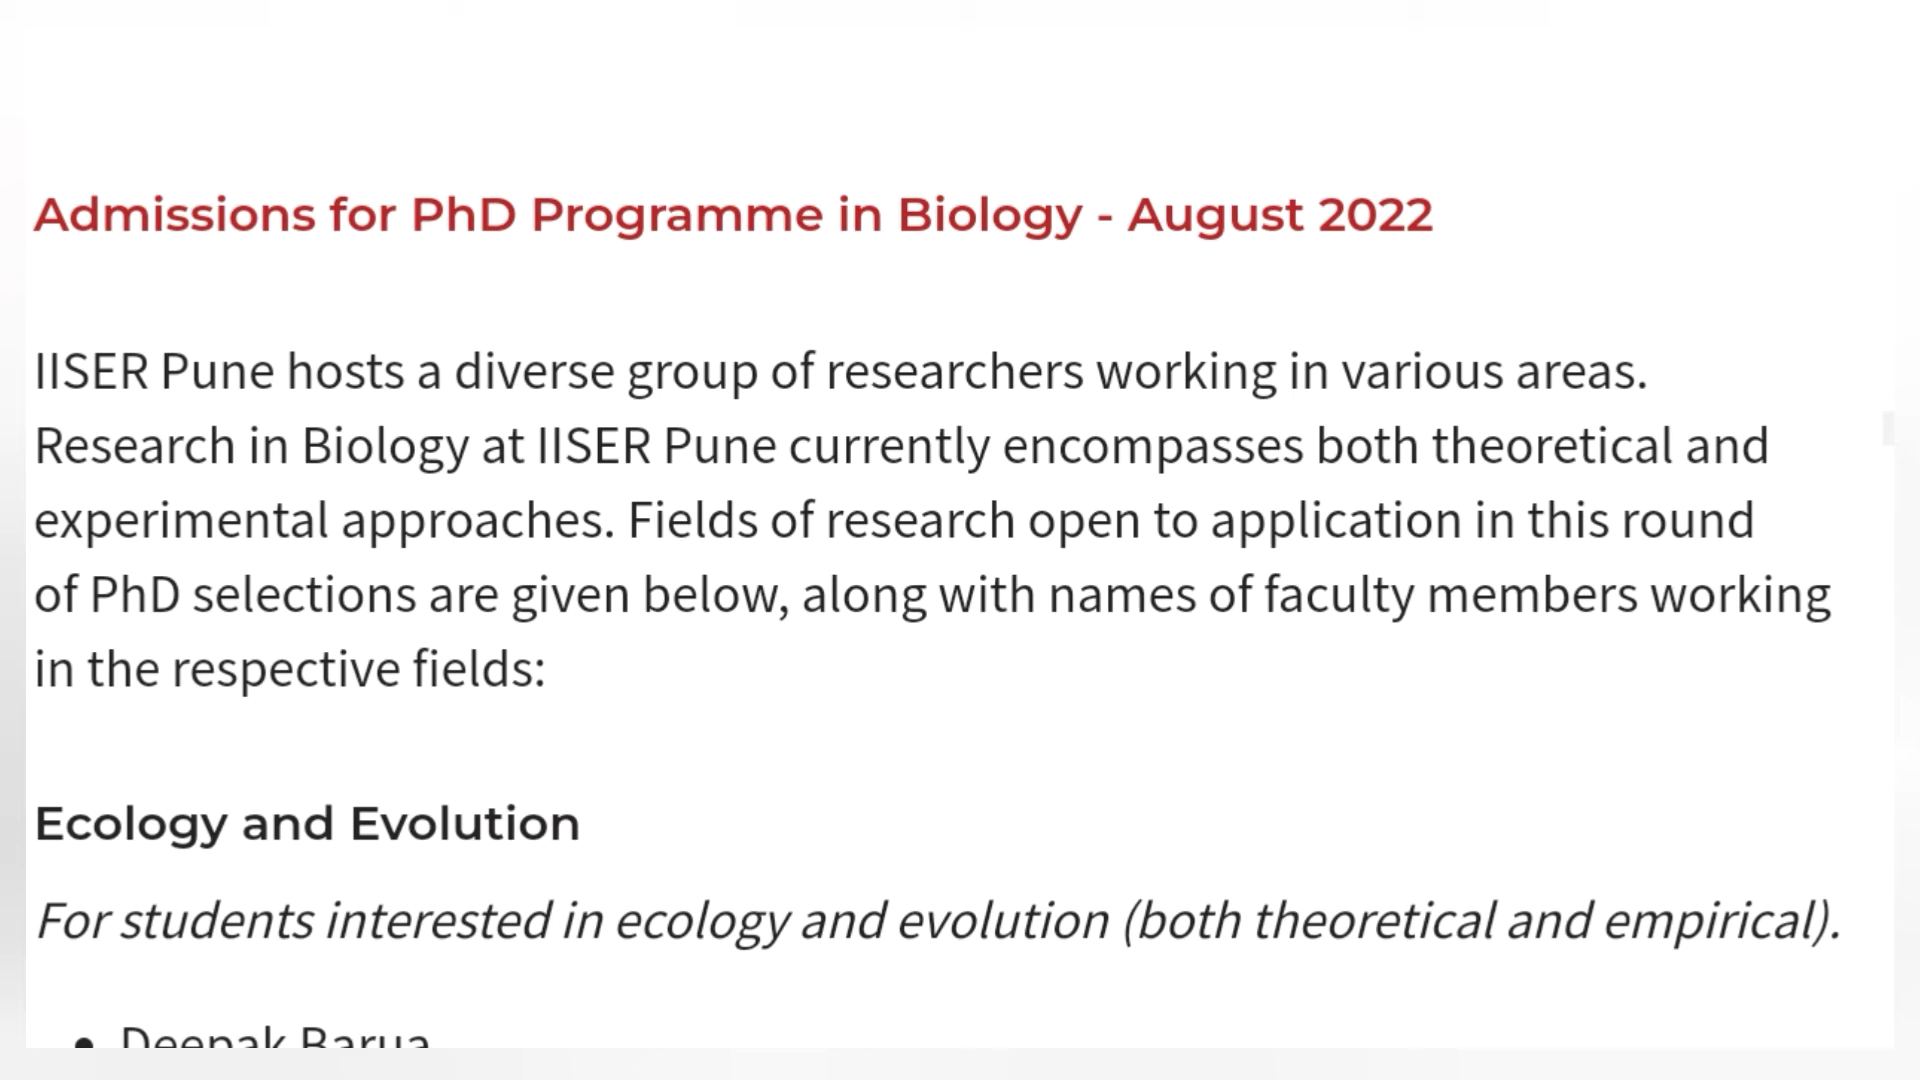 Admissions for PhD Programme in Biology - August 2022
IISER Pune hosts a diverse group of researchers working in various areas.
Research in Biology at IISER Pune currently encompasses both theoretical and
experimental approaches. Fields of research open to application in this round
of PhD selections are given below, along with names of faculty members working
in the respective fields:
Ecology and Evolution
For students interested in ecology and evolution (both theoretical and empirical).
• Deepak Barua